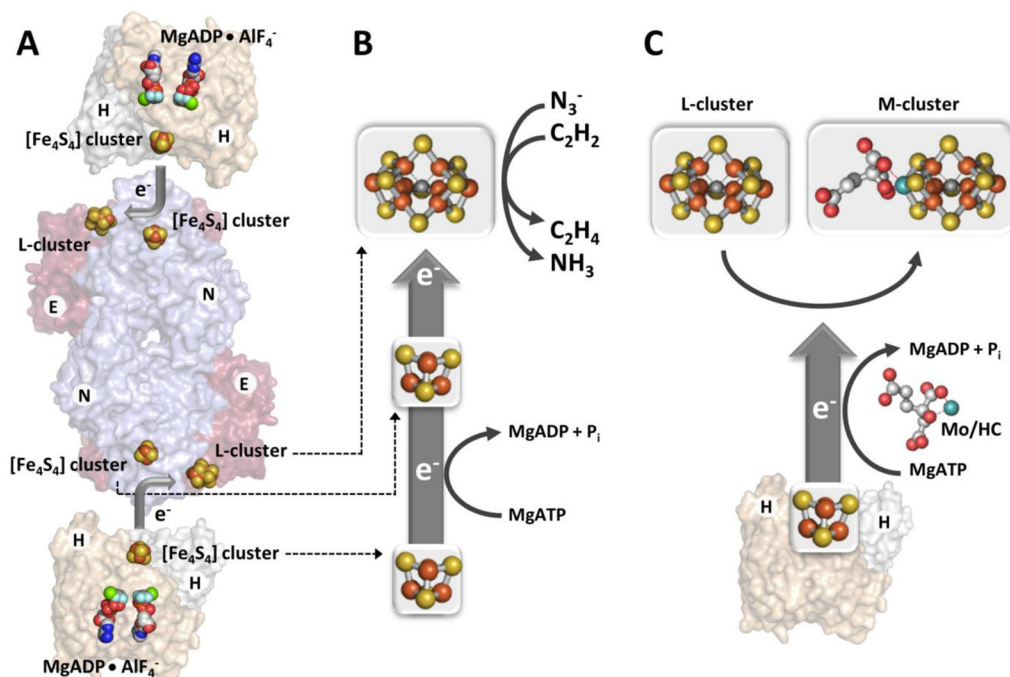 A
MgADP • AlF₄⁻
H
H
[Fe₄S₄] cluster
e⁻
[Fe₄S₄] cluster
L-cluster
E
N
N
E
L-cluster
[Fe₄S₄] cluster
e⁻
H
[Fe₄S₄] cluster
H
MgADP • AlF₄⁻
B
N₃⁻
C₂H₂
C₂H₄
NH₃
e⁻
e⁻
MgADP + Pᵢ
MgATP
C
L-cluster
M-cluster
MgADP + Pᵢ
e⁻
Mo/HC
MgATP
H
H